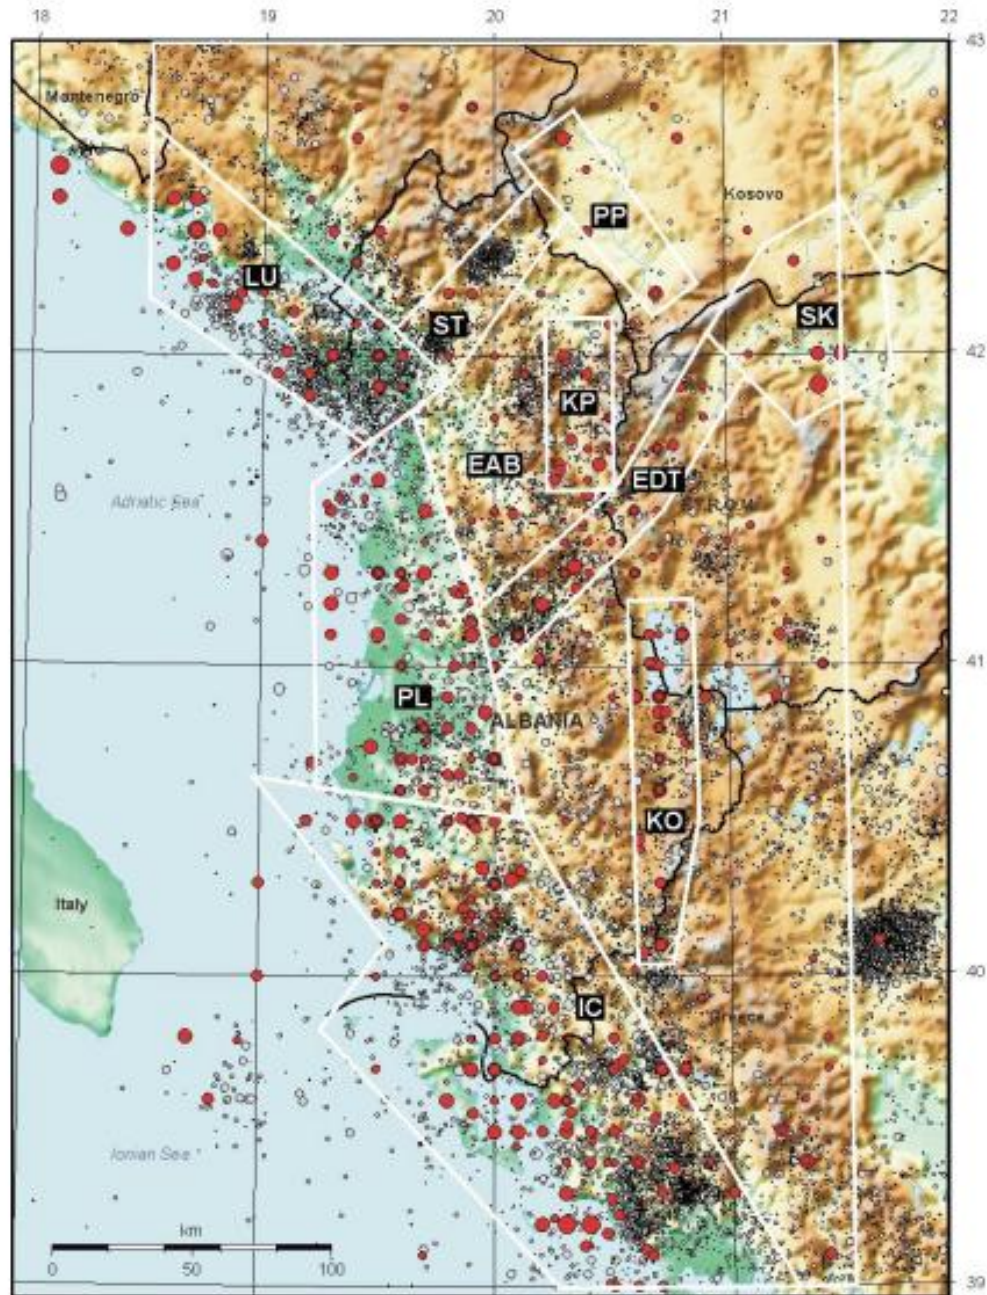 18 19 20 21 22
43
Montenegro
Kosovo
PP
LU
ST
SK
42
KP
EAB
EDT
Adriatic Sea
41
PL
ALBANIA
KO
Italy
40
IC
Greece
Ionian Sea
km
0 50 100
39